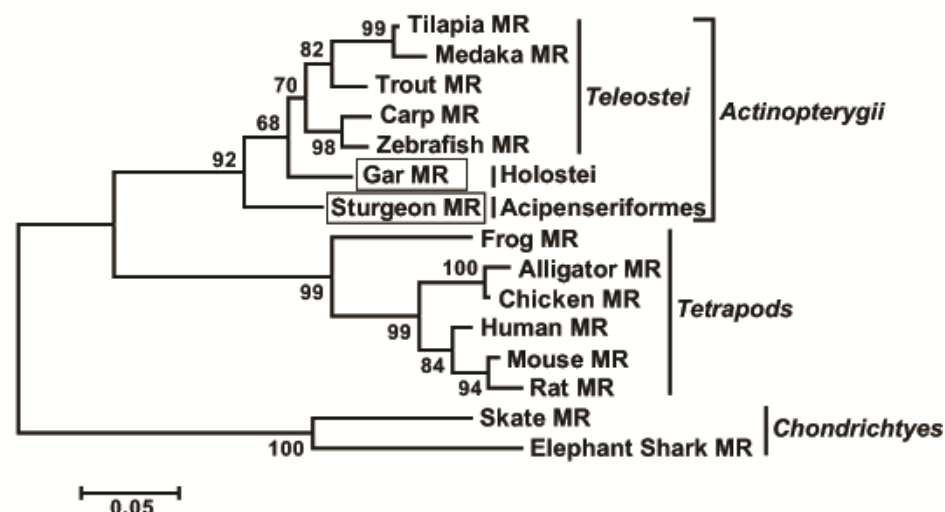 99 Tilapia MR
82 Medaka MR
70 Trout MR
Teleostei
Actinopterygii
68 Carp MR
98 Zebrafish MR
92 Gar MR Holostei
Sturgeon MR Acipenseriformes
Frog MR
100 Alligator MR
99 Chicken MR
Tetrapods
99 Human MR
84 Mouse MR
94 Rat MR
Skate MR
Chondrichtyes
100 Elephant Shark MR
0.05